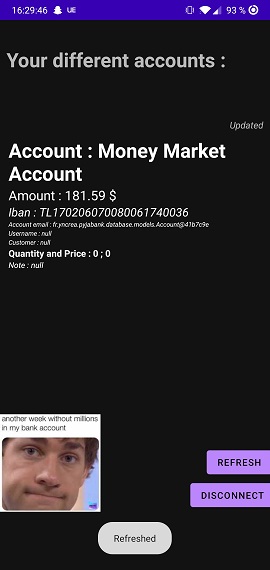 16:29:46 UE 93 %
Your different accounts :
Updated
Account : Money Market
Account
Amount : 181.59 $
Iban : TL170206070080061740036
Account email : fr.yncrea.pyjabank.database.models.Account@41b7c9e
Username : null
Customer : null
Quantity and Price : 0 ; 0
Note : null
another week without millions
in my bank account
REFRESH
DISCONNECT
Refreshed